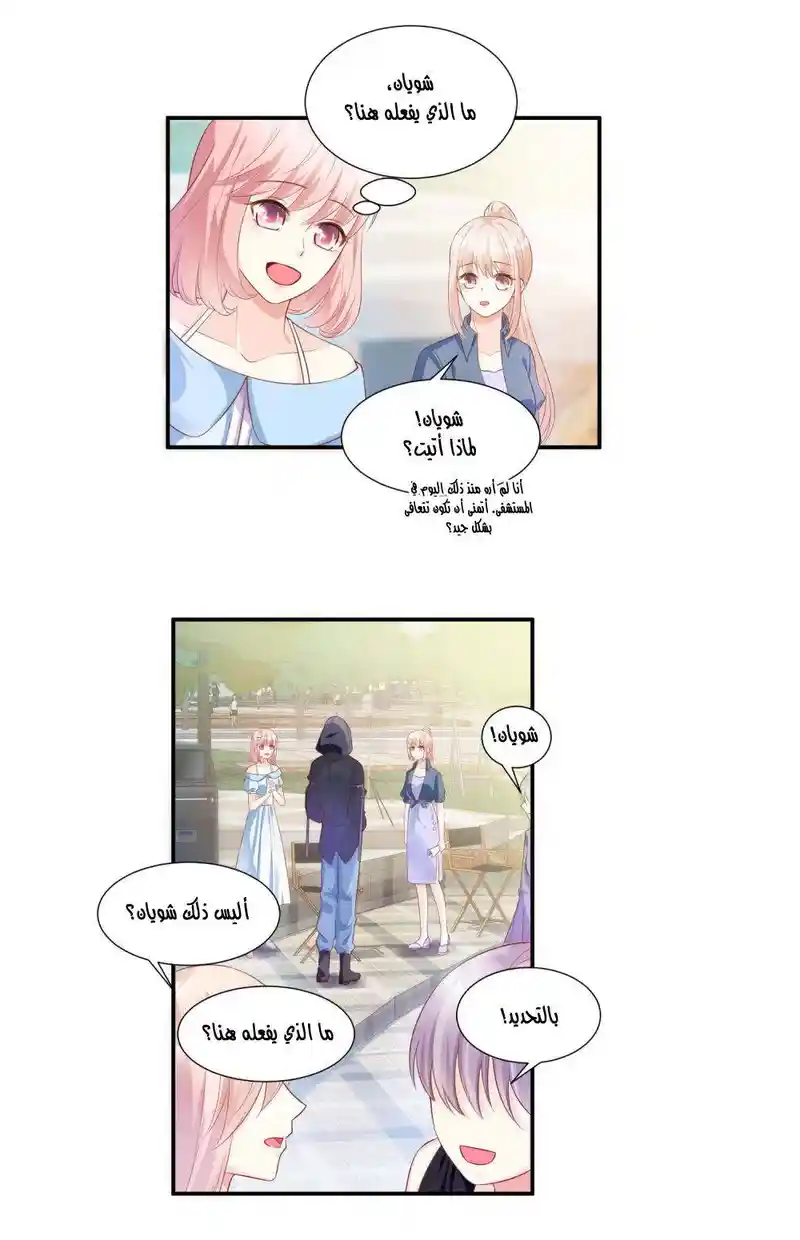 شويان،
ما الذي يفعله هنا؟
شويان!
لماذا أتيت؟
أنا لم أره منذ ذلك اليوم في
المستشفى. أتمنى أن تكون تتعافى
بشكل جيد؟
شويان!
أليس ذلك شويان؟
ما الذي يفعله هنا؟
بالتحديد!